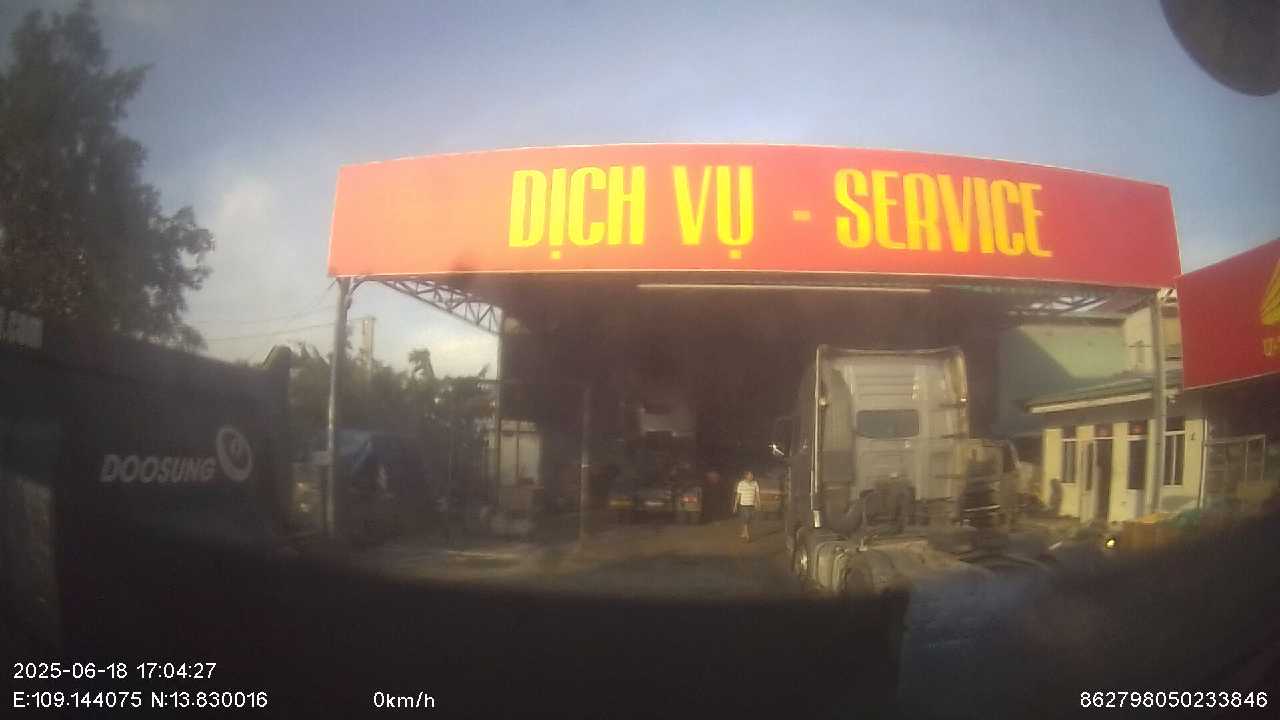 DỊCH VỤ - SERVICE
DOOSUNG
2025-06-18 17:04:27
E:109.144075 N:13.830016 0km/h 862798050233846